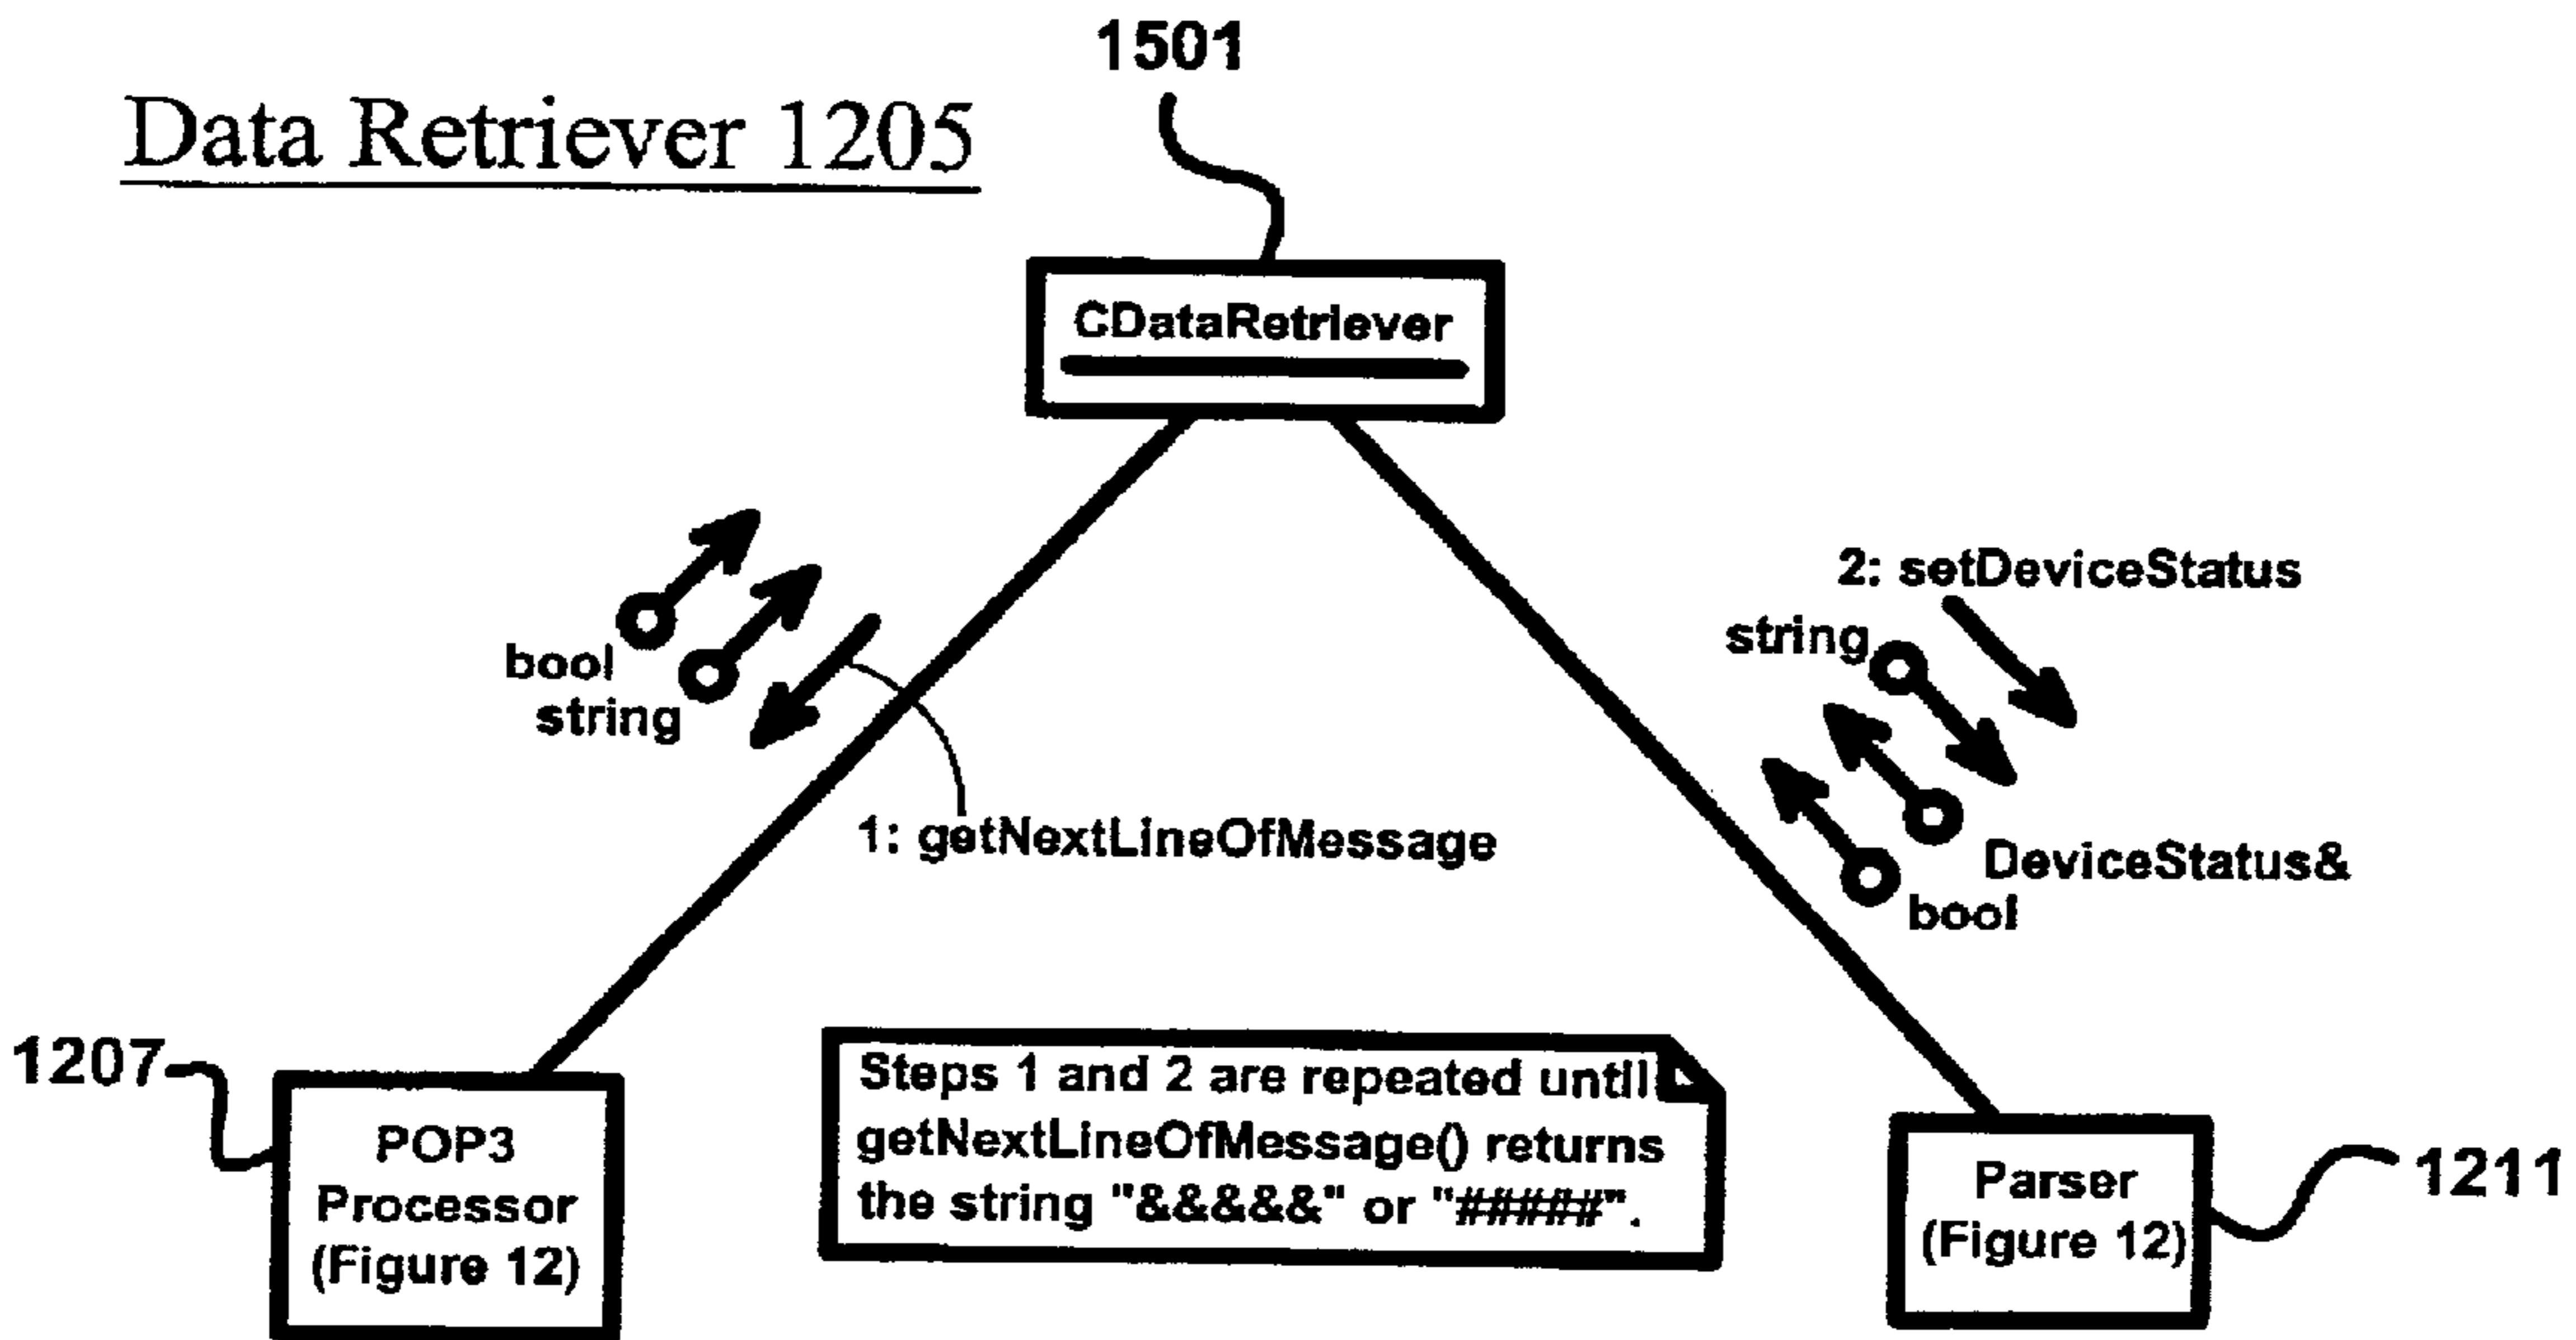 1501
Data Retriever 1205
CDataRetriever
2: setDeviceStatus
string
bool
string
1: getNextLineOfMessage
DeviceStatus&
bool
1207
POP3
Processor
(Figure 12)
Steps 1 and 2 are repeated until
getNextLineOfMessage() returns
the string "&&&&&" or "#####".
Parser
(Figure 12)
1211